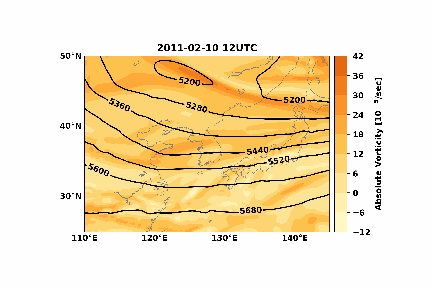 2011-02-10 12UTC
50°N
40°N
30°N
110°E
120°E
130°E
140°E
5200
5200
5280
5360
5440
5520
5600
5680
42
36
30
24
18
12
6
0
−6
−12
Absolute Vorticity [10⁻⁵/sec]